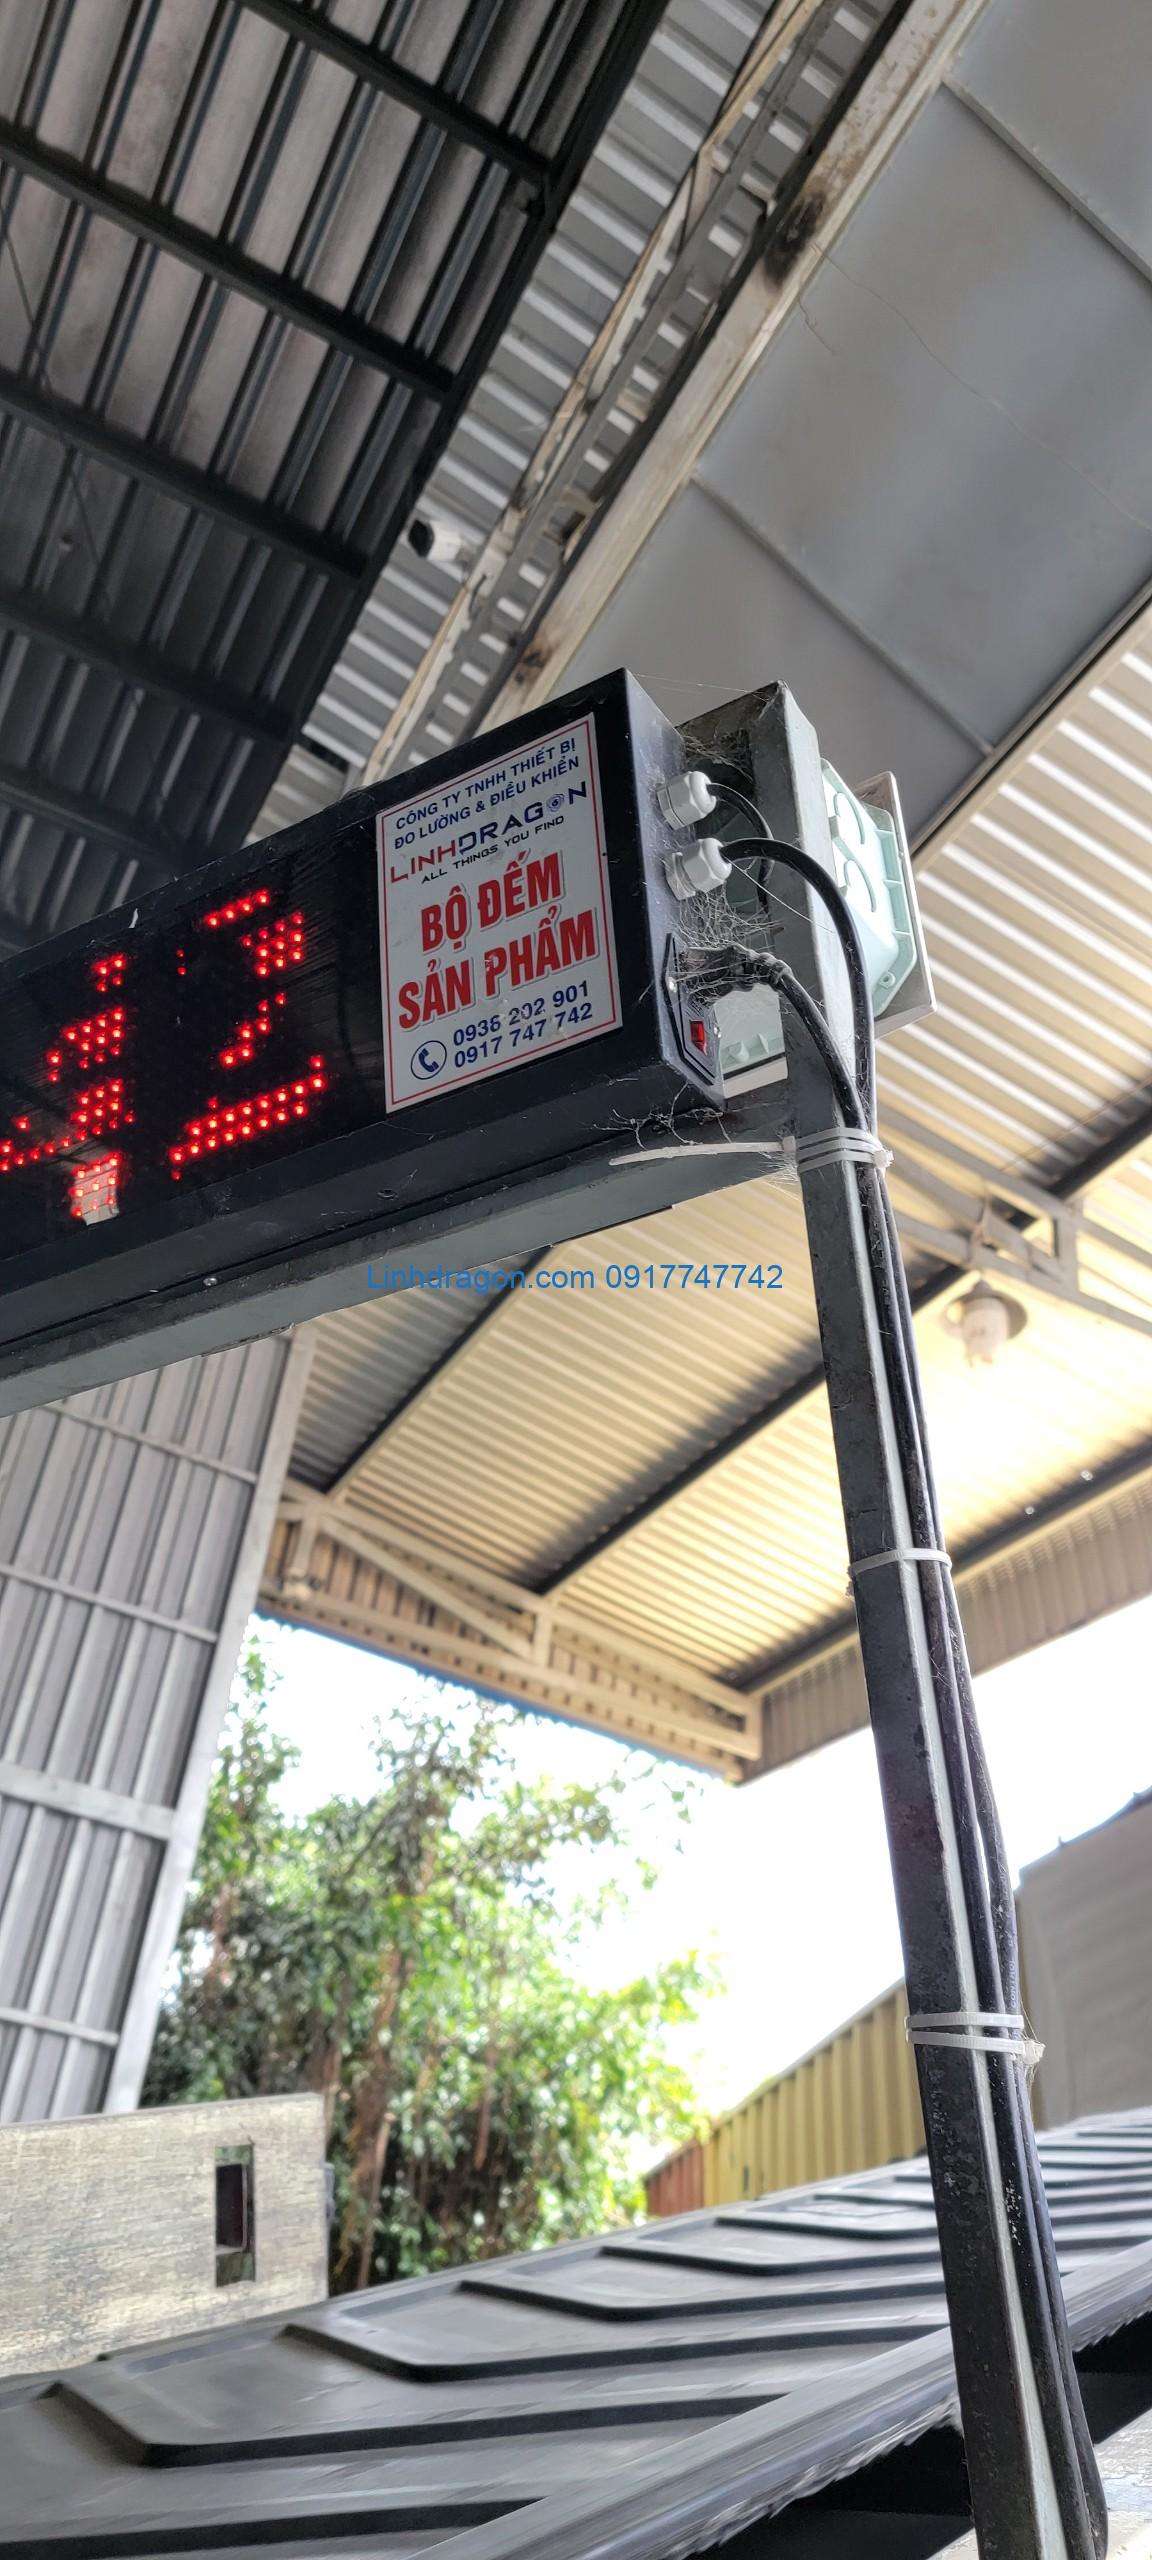 CÔNG TY TNHH THIẾT BỊ
ĐO LƯỜNG & ĐIỀU KHIỂN
LINHDRAGON
ALL THINGS YOU FIND
BỘ ĐẾM
SẢN PHẨM
0938 202 901
0917 747 742
42
Linhdragon.com 0917747742